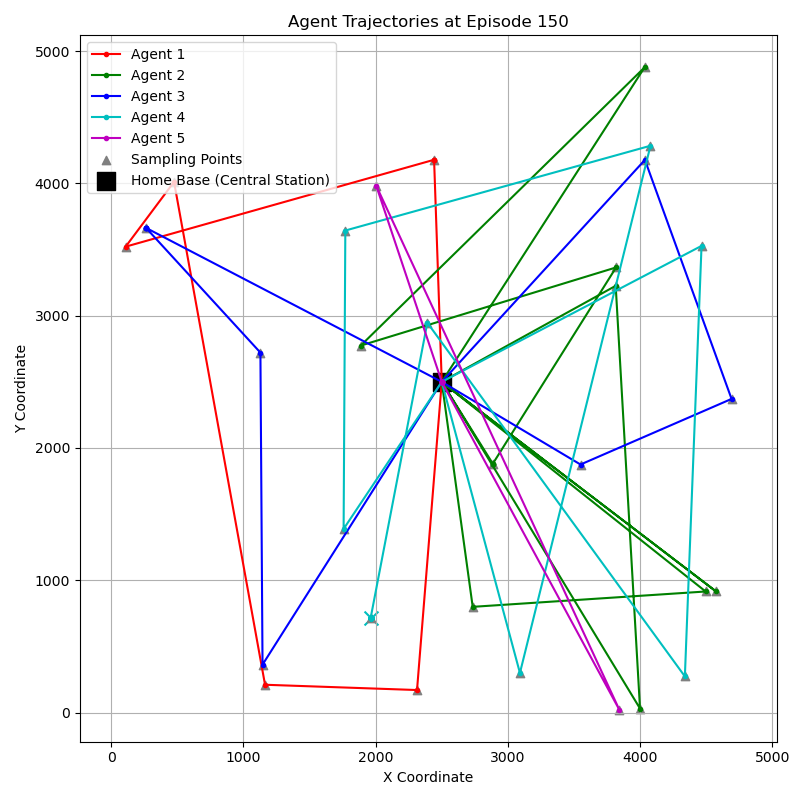 Agent Trajectories at Episode 150
Agent 1
Agent 2
Agent 3
Agent 4
Agent 5
Sampling Points
Home Base (Central Station)
Y Coordinate
5000
4000
3000
2000
1000
0
0 1000 2000 3000 4000 5000
X Coordinate